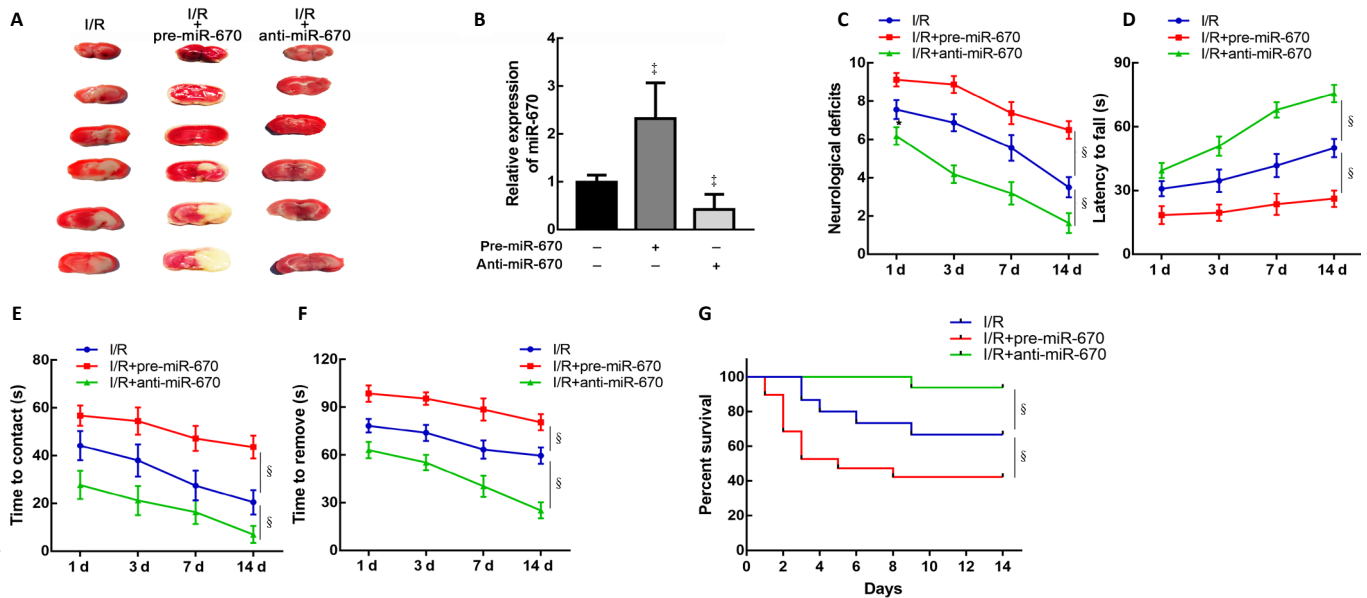 A
I/R
I/R
+
pre-miR-670
I/R
+
anti-miR-670
B
Relative expression
of miR-670
4
3
2
1
0
‡
‡
Pre-miR-670 – + –
Anti-miR-670 – – +
C
I/R
I/R+pre-miR-670
I/R+anti-miR-670
Neurological deficits
10
8
6
4
2
0
*
§
§
1 d 3 d 7 d 14 d
D
I/R
I/R+pre-miR-670
I/R+anti-miR-670
Latency to fall (s)
90
60
30
0
§
§
1 d 3 d 7 d 14 d
E
I/R
I/R+pre-miR-670
I/R+anti-miR-670
Time to contact (s)
80
60
40
20
0
§
§
1 d 3 d 7 d 14 d
F
I/R
I/R+pre-miR-670
I/R+anti-miR-670
Time to remove (s)
120
90
60
30
0
§
§
1 d 3 d 7 d 14 d
G
I/R
I/R+pre-miR-670
I/R+anti-miR-670
Percent survival
100
80
60
40
20
0
§
§
0 2 4 6 8 10 12 14
Days